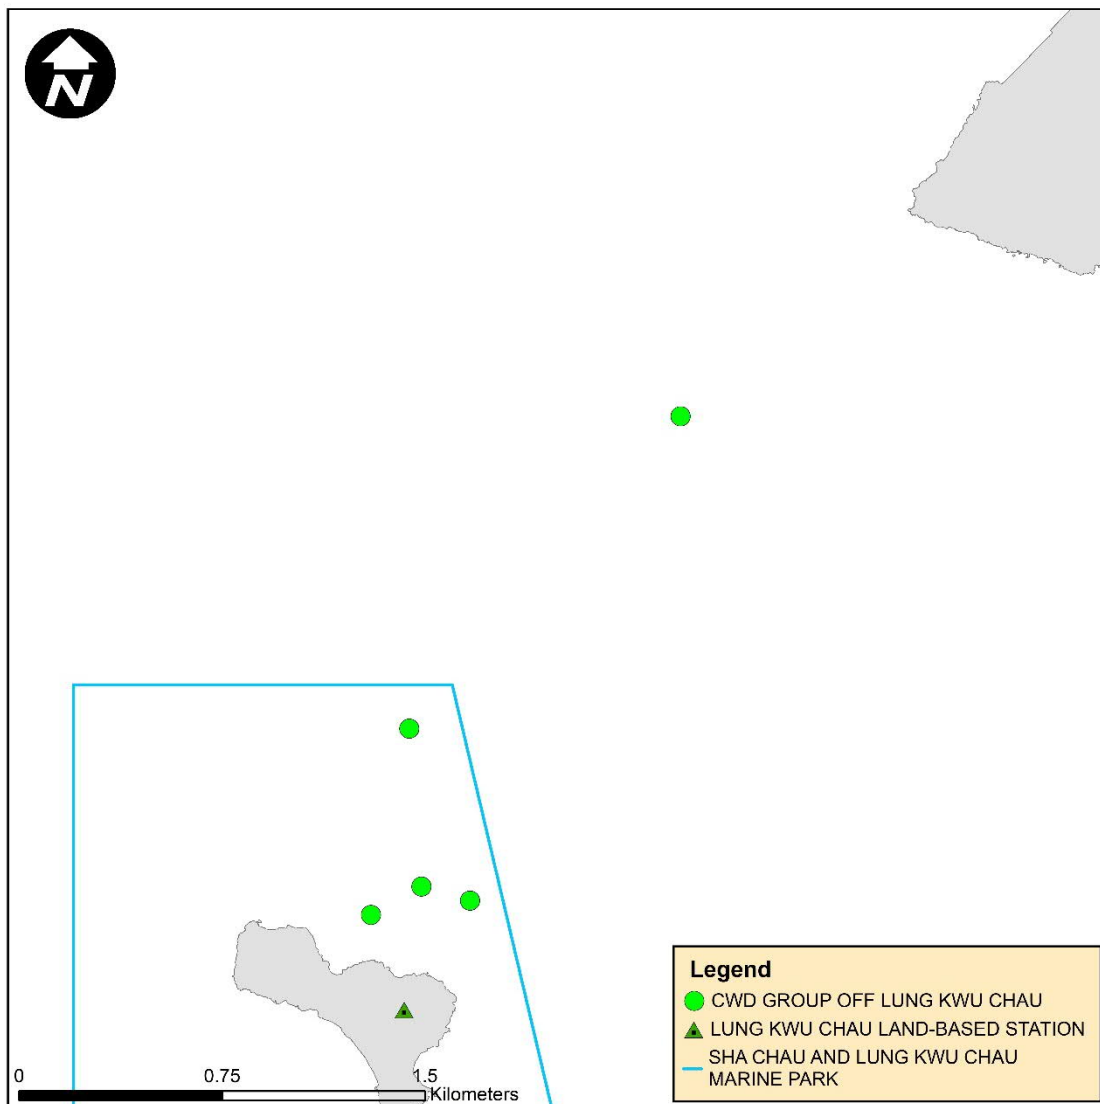 N
Legend
CWD GROUP OFF LUNG KWU CHAU
LUNG KWU CHAU LAND-BASED STATION
SHA CHAU AND LUNG KWU CHAU
MARINE PARK
0 0.75 1.5
Kilometers